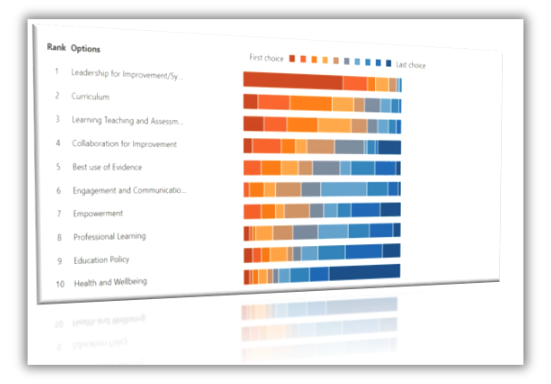 Rank Options
First choice Last choice
1 Leadership for Improvement/Sy...
2 Curriculum
3 Learning Teaching and Assessm...
4 Collaboration for Improvement
5 Best use of Evidence
6 Engagement and Communicatio...
7 Empowerment
8 Professional Learning
9 Education Policy
10 Health and Wellbeing